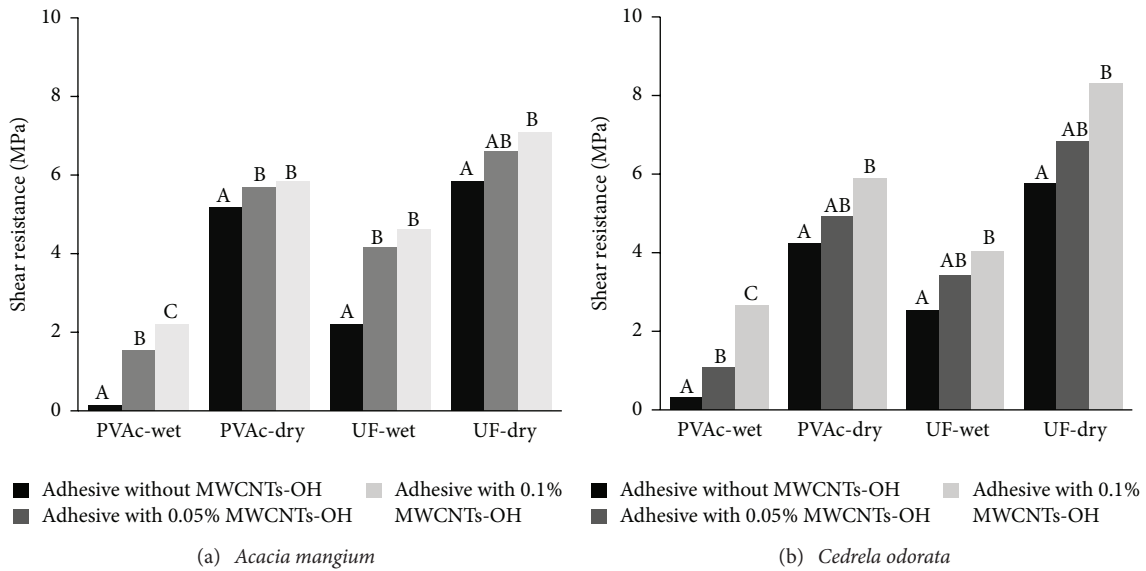 10
8
6
4
2
0
Shear resistance (MPa)
A
B
C
A
B
B
A
B
B
A
AB
B
PVAc-wet
PVAc-dry
UF-wet
UF-dry
Adhesive without MWCNTs-OH
Adhesive with 0.05% MWCNTs-OH
Adhesive with 0.1%
MWCNTs-OH
(a) Acacia mangium
10
8
6
4
2
0
Shear resistance (MPa)
A
B
C
A
AB
B
A
AB
B
A
AB
B
PVAc-wet
PVAc-dry
UF-wet
UF-dry
Adhesive without MWCNTs-OH
Adhesive with 0.05% MWCNTs-OH
Adhesive with 0.1%
MWCNTs-OH
(b) Cedrela odorata